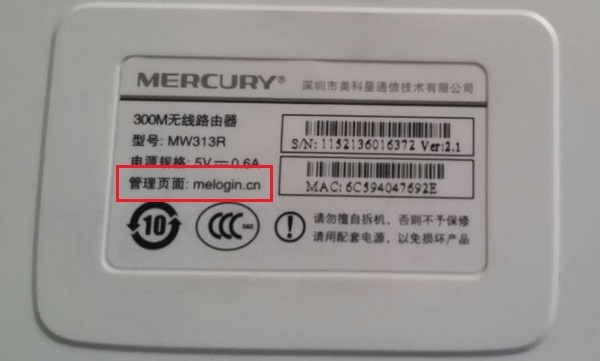 MERCURY® 深圳市美科星通信技术有限公司
300M无线路由器
型号: MW313R
电源规格: 5V⎓0.6A
管理页面: melogin.cn
S/N: 1152136016372 Ver:2.1
MAC: 6C594047692E
10
CCC
请勿擅自拆机，否则不予保修
请用配套电源，以免损坏产品